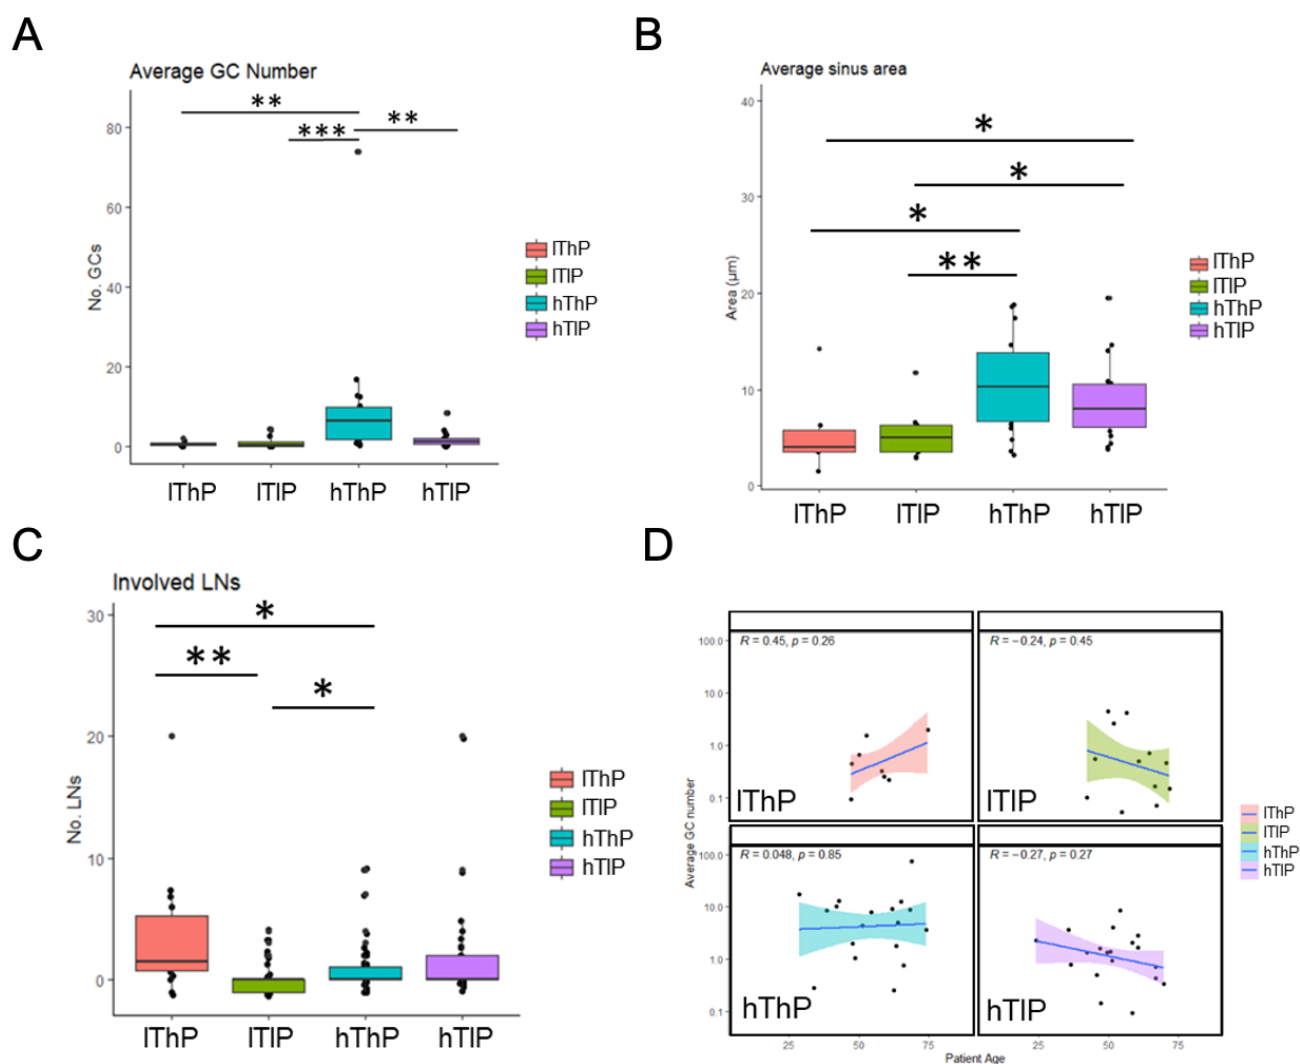 A
Average GC Number
**
***
**
80
60
40
20
0
No. GCs
lThP
lTlP
hThP
hTlP
lThP
lTlP
hThP
hTlP
B
Average sinus area
*
*
*
**
40
30
20
10
0
Area (µm)
lThP
lTlP
hThP
hTlP
lThP
lTlP
hThP
hTlP
C
Involved LNs
*
**
*
30
20
10
0
No. LNs
lThP
lTlP
hThP
hTlP
lThP
lTlP
hThP
hTlP
D
R = 0.45, p = 0.26
R = −0.24, p = 0.45
100.0
10.0
1.0
0.1
lThP
lTlP
R = 0.048, p = 0.85
R = −0.27, p = 0.27
100.0
10.0
1.0
0.1
hThP
hTlP
Average GC number
25
50
75
25
50
75
Patient Age
lThP
lTlP
hThP
hTlP